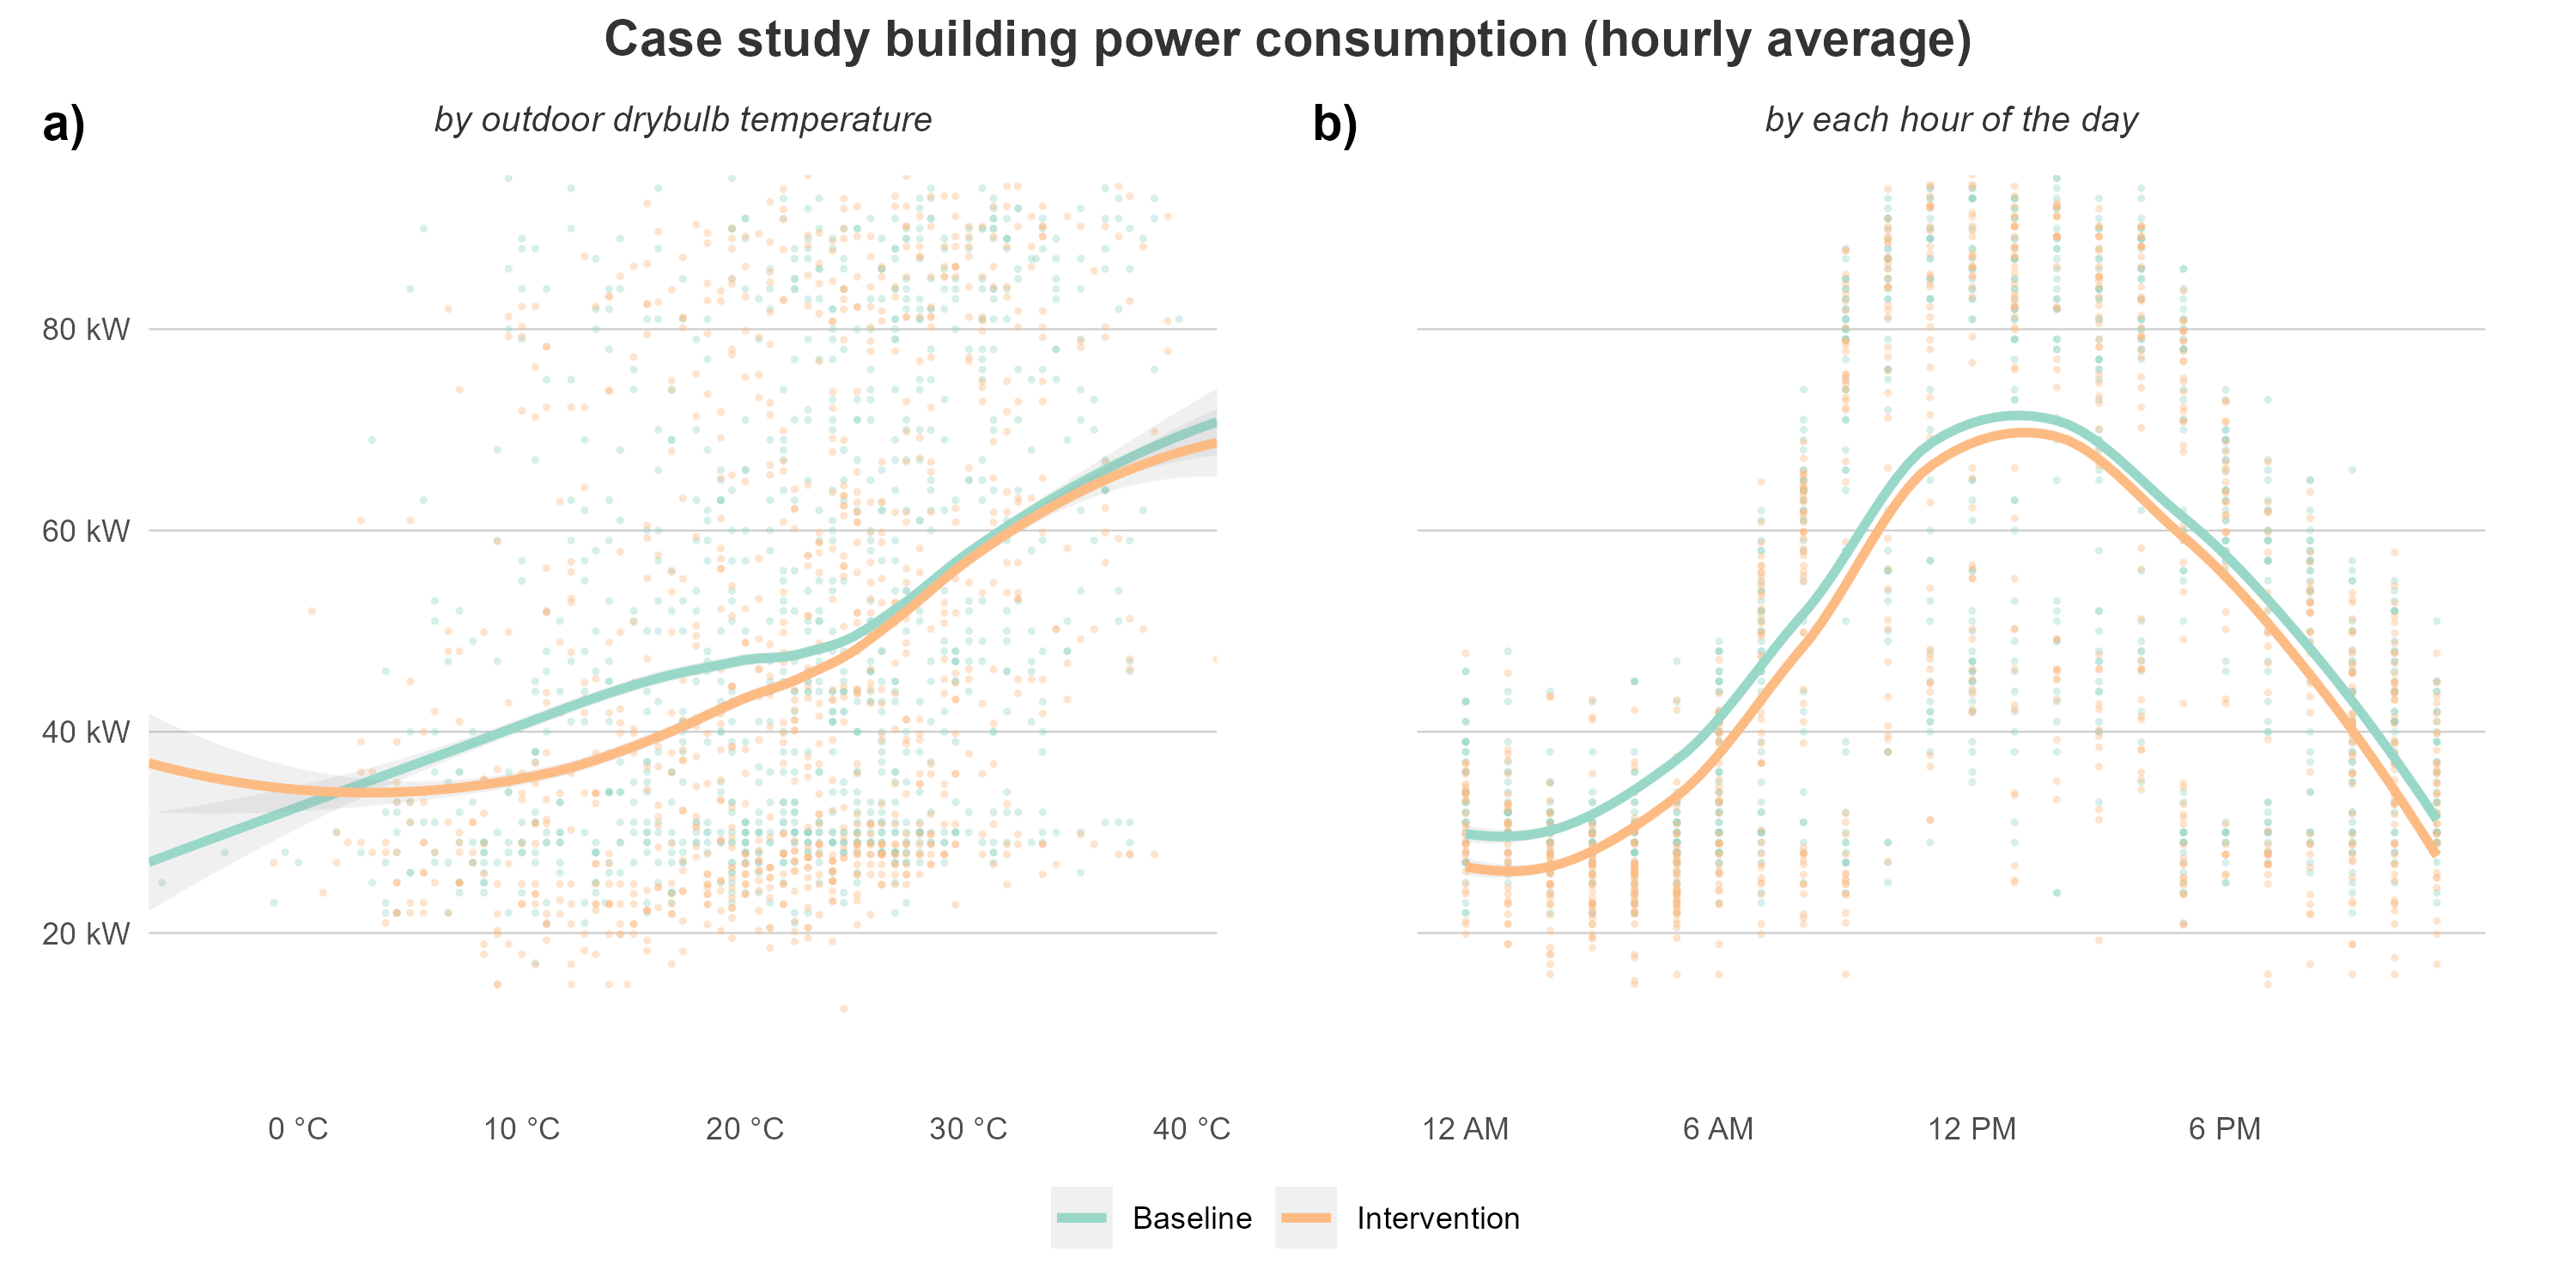 Case study building power consumption (hourly average)
a)
by outdoor drybulb temperature
b)
by each hour of the day
80 kW
60 kW
40 kW
20 kW
0 °C 10 °C 20 °C 30 °C 40 °C
12 AM 6 AM 12 PM 6 PM
Baseline Intervention